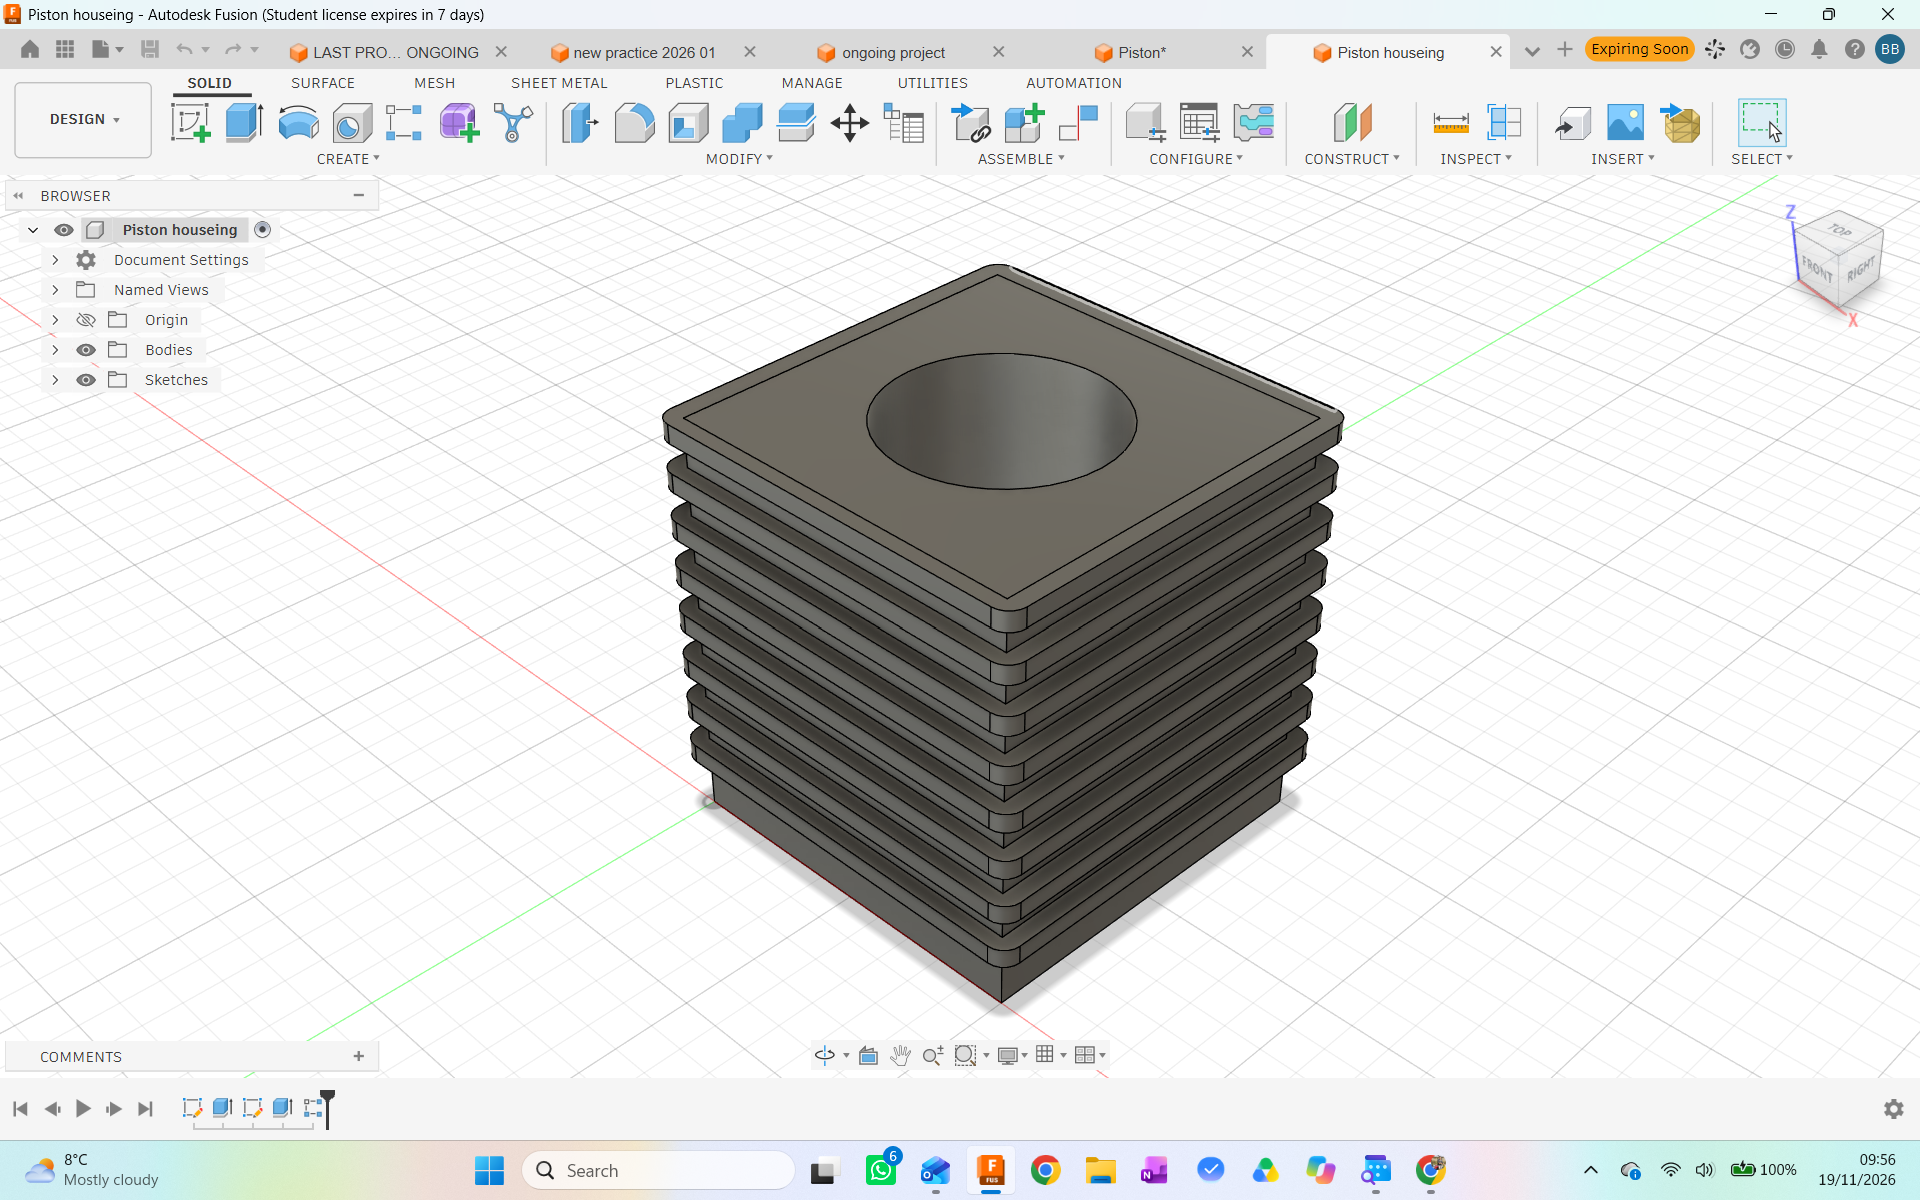 Piston houseing - Autodesk Fusion (Student license expires in 7 days)
LAST PRO... ONGOING
new practice 2026 01
ongoing project
Piston*
Piston houseing
Expiring Soon
BB
DESIGN
SOLID
SURFACE
MESH
SHEET METAL
PLASTIC
MANAGE
UTILITIES
AUTOMATION
CREATE
MODIFY
ASSEMBLE
CONFIGURE
CONSTRUCT
INSPECT
INSERT
SELECT
BROWSER
Piston houseing
Document Settings
Named Views
Origin
Bodies
Sketches
Z
TOP
FRONT
RIGHT
X
COMMENTS
8°C
Mostly cloudy
Search
6
FUS
100%
09:56
19/11/2026